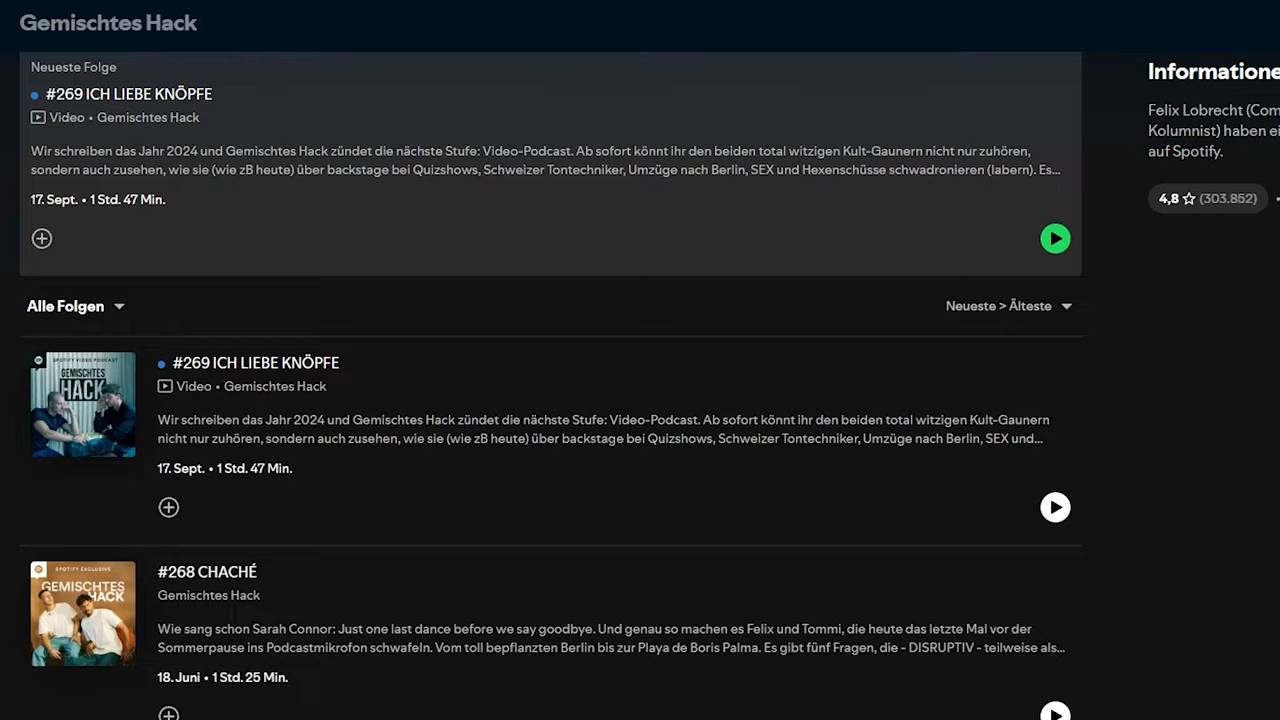 Gemischtes Hack
Neueste Folge
#269 ICH LIEBE KNÖPFE
Video • Gemischtes Hack
Wir schreiben das Jahr 2024 und Gemischtes Hack zündet die nächste Stufe: Video-Podcast. Ab sofort könnt ihr den beiden total witzigen Kult-Gaunern nicht nur zuhören,
sondern auch zusehen, wie sie (wie zB heute) über backstage bei Quizshows, Schweizer Tontechniker, Umzüge nach Berlin, SEX und Hexenschüsse schwadronieren (labern). Es...
17. Sept. • 1 Std. 47 Min.
Informatione
Felix Lobrecht (Com
Kolumnist) haben ei
auf Spotify.
4,8 ☆ (303.852) •
Alle Folgen
Neueste > Älteste
SPOTIFY VIDEO PODCAST
GEMISCHTES
HACK
#269 ICH LIEBE KNÖPFE
Video • Gemischtes Hack
Wir schreiben das Jahr 2024 und Gemischtes Hack zündet die nächste Stufe: Video-Podcast. Ab sofort könnt ihr den beiden total witzigen Kult-Gaunern
nicht nur zuhören, sondern auch zusehen, wie sie (wie zB heute) über backstage bei Quizshows, Schweizer Tontechniker, Umzüge nach Berlin, SEX und...
17. Sept. • 1 Std. 47 Min.
SPOTIFY EXCLUSIVE
GEMISCHTES
HACK
#268 CHACHÉ
Gemischtes Hack
Wie sang schon Sarah Connor: Just one last dance before we say goodbye. Und genau so machen es Felix und Tommi, die heute das letzte Mal vor der
Sommerpause ins Podcastmikrofon schwafeln. Vom toll bepflanzten Berlin bis zur Playa de Boris Palma. Es gibt fünf Fragen, die - DISRUPTIV - teilweise als...
18. Juni • 1 Std. 25 Min.